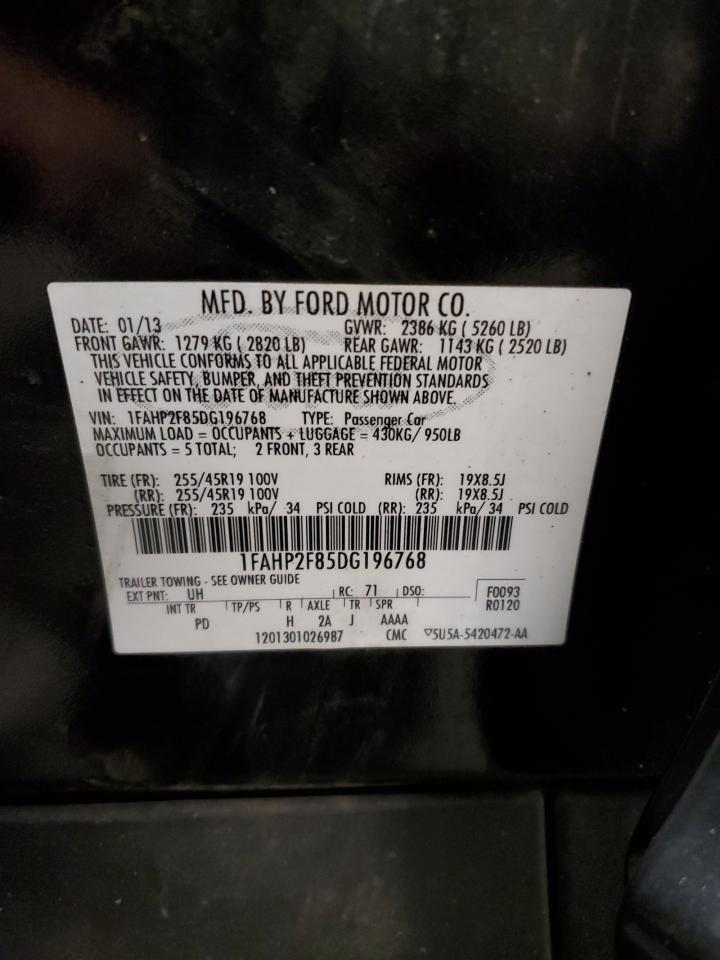 MFD. BY FORD MOTOR CO.
DATE: 01/13 GVWR: 2386 KG ( 5260 LB)
FRONT GAWR: 1279 KG ( 2820 LB) REAR GAWR: 1143 KG ( 2520 LB)
THIS VEHICLE CONFORMS TO ALL APPLICABLE FEDERAL MOTOR
VEHICLE SAFETY, BUMPER, AND THEFT PREVENTION STANDARDS
IN EFFECT ON THE DATE OF MANUFACTURE SHOWN ABOVE.
VIN: 1FAHP2F85DG196768 TYPE: Passenger Car
MAXIMUM LOAD = OCCUPANTS + LUGGAGE = 430KG/ 950LB
OCCUPANTS = 5 TOTAL; 2 FRONT, 3 REAR
TIRE (FR): 255/45R19 100V RIMS (FR): 19X8.5J
(RR): 255/45R19 100V (RR): 19X8.5J
PRESSURE (FR): 235 kPa/ 34 PSI COLD (RR): 235 kPa/ 34 PSI COLD
1FAHP2F85DG196768
TRAILER TOWING - SEE OWNER GUIDE
EXT PNT: UH RC: 71 DSO: F0093
INT TR TP/PS R AXLE TR SPR R0120
PD H 2A J AAAA
1201301026987 CMC ▽5U5A-5420472-AA